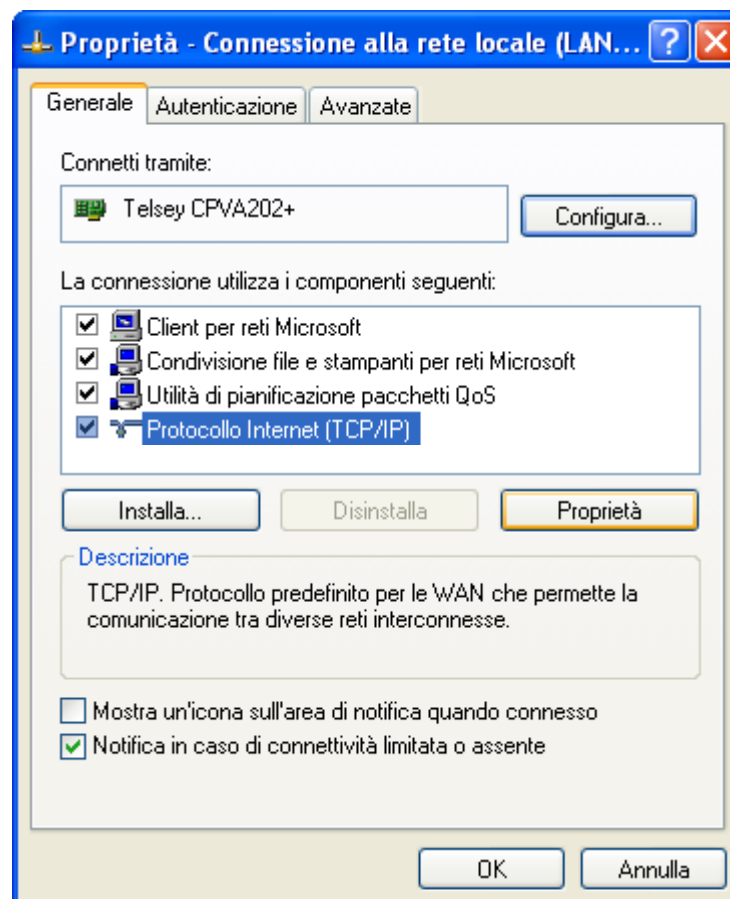 Proprietà - Connessione alla rete locale (LAN...
Generale
Autenticazione
Avanzate
Connetti tramite:
Telsey CPVA202+
Configura...
La connessione utilizza i componenti seguenti:
Client per reti Microsoft
Condivisione file e stampanti per reti Microsoft
Utilità di pianificazione pacchetti QoS
Protocollo Internet (TCP/IP)
Installa...
Disinstalla
Proprietà
Descrizione
TCP/IP. Protocollo predefinito per le WAN che permette la
comunicazione tra diverse reti interconnesse.
Mostra un'icona sull'area di notifica quando connesso
Notifica in caso di connettività limitata o assente
OK
Annulla